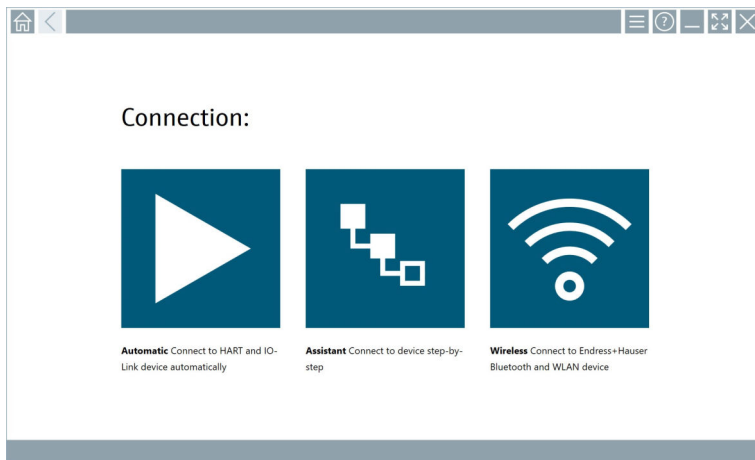 Connection:
Automatic Connect to HART and IO-
Link device automatically
Assistant Connect to device step-by-
step
Wireless Connect to Endress+Hauser
Bluetooth and WLAN device